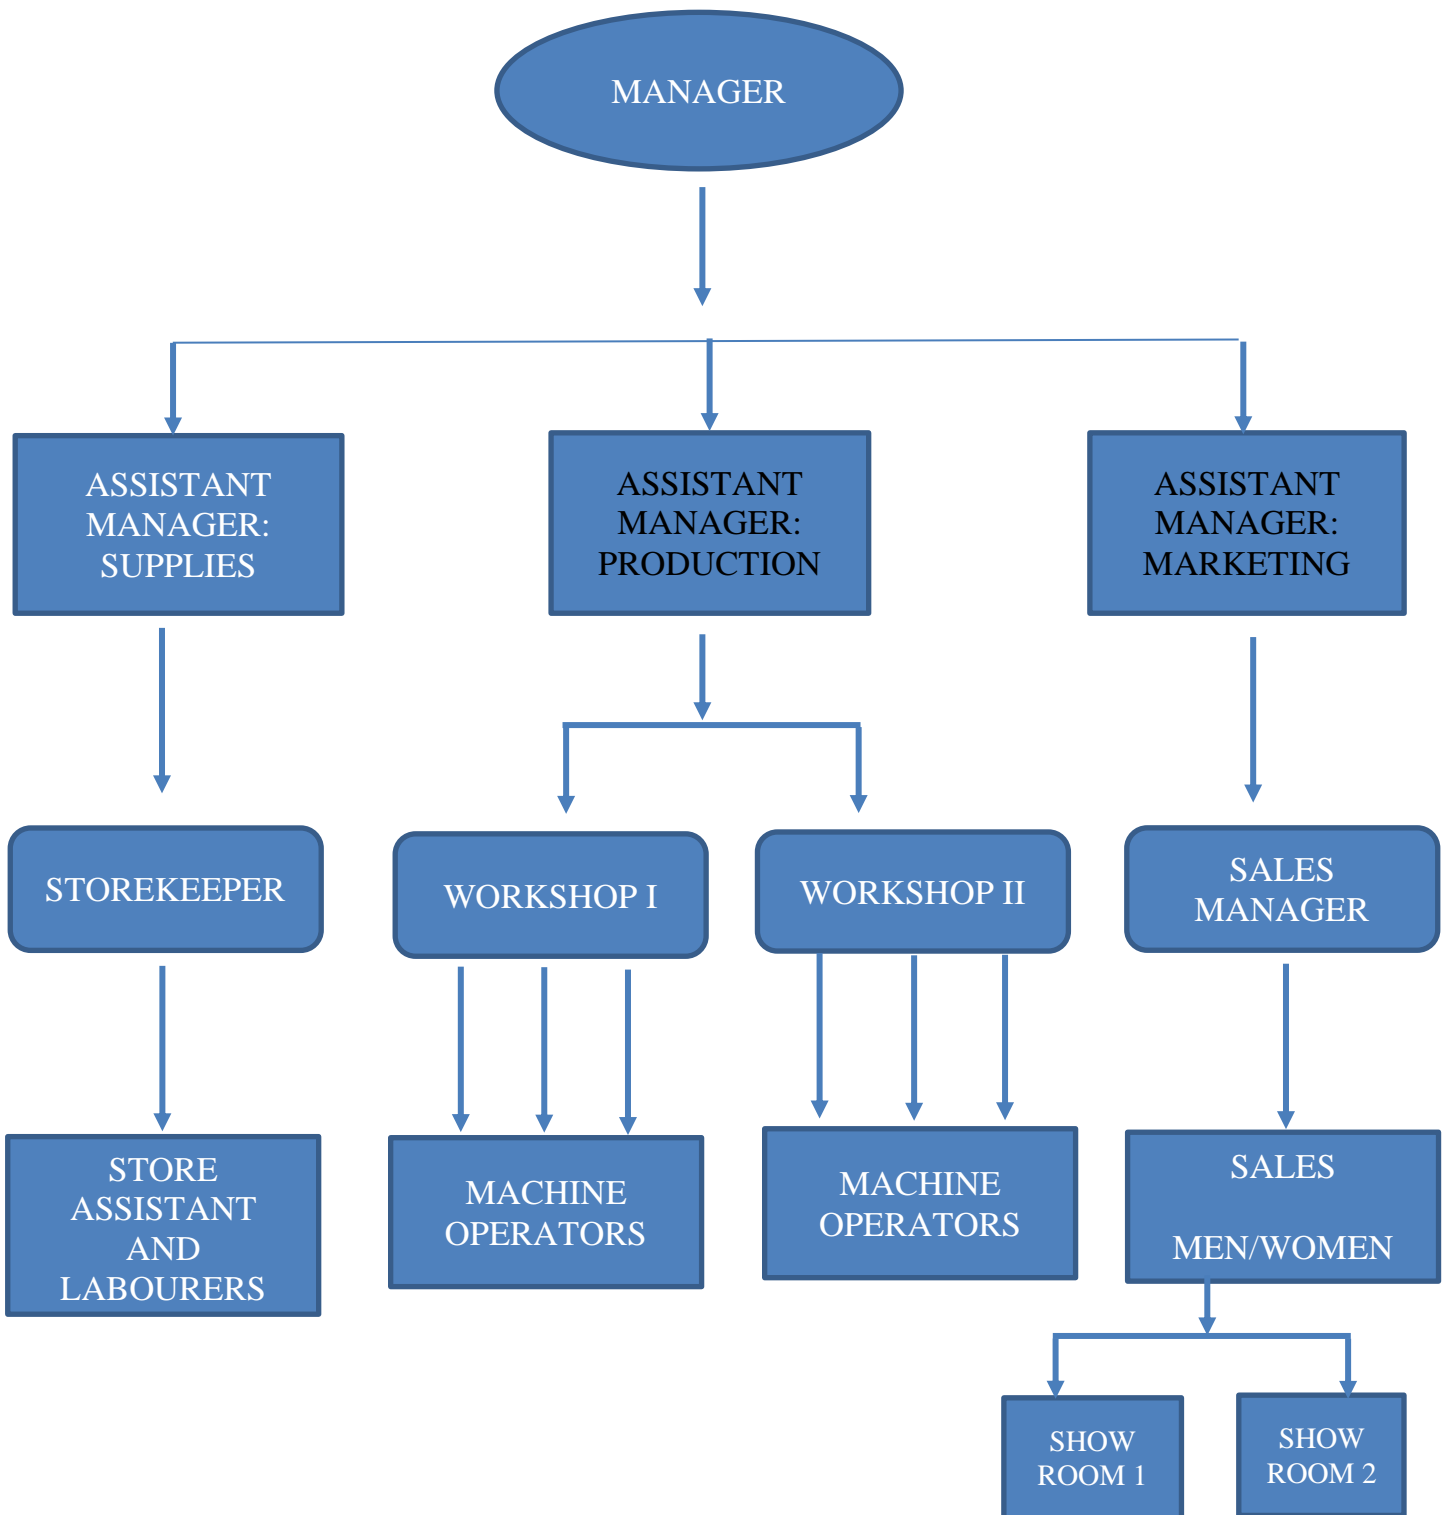 MANAGER
ASSISTANT
MANAGER:
SUPPLIES
ASSISTANT
MANAGER:
PRODUCTION
ASSISTANT
MANAGER:
MARKETING
STOREKEEPER
WORKSHOP I
WORKSHOP II
SALES
MANAGER
STORE
ASSISTANT
AND
LABOURERS
MACHINE
OPERATORS
MACHINE
OPERATORS
SALES
MEN/WOMEN
SHOW
ROOM 1
SHOW
ROOM 2